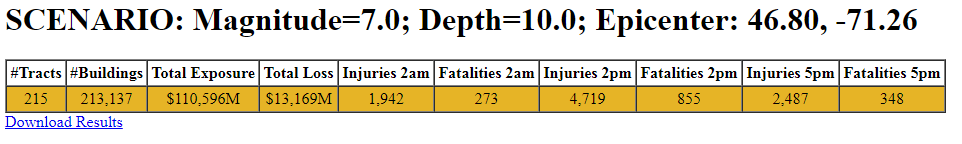 SCENARIO: Magnitude=7.0; Depth=10.0; Epicenter: 46.80, -71.26
#Tracts #Buildings Total Exposure Total Loss Injuries 2am Fatalities 2am Injuries 2pm Fatalities 2pm Injuries 5pm Fatalities 5pm
215 213,137 $110,596M $13,169M 1,942 273 4,719 855 2,487 348
Download Results